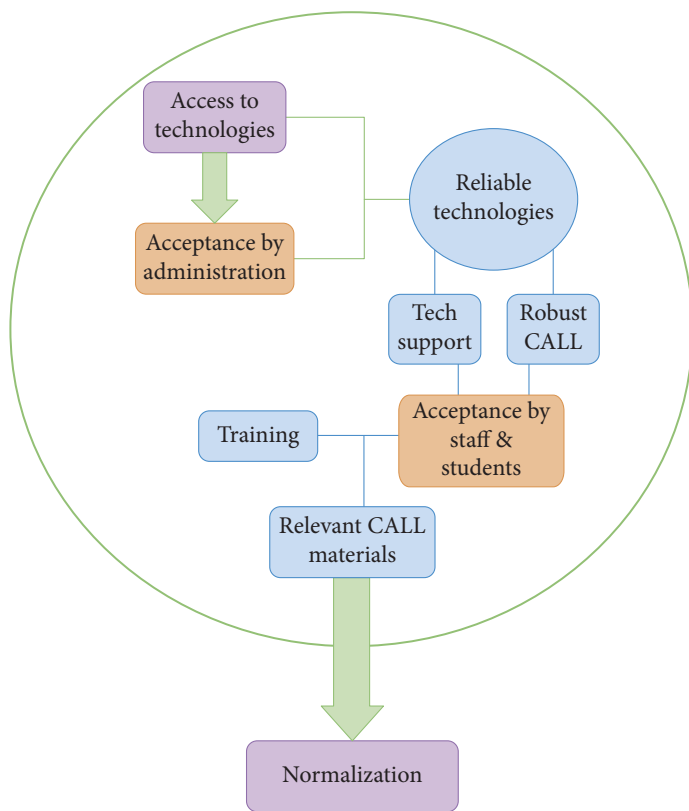 Access to
technologies
Acceptance by
administration
Reliable
technologies
Tech
support
Robust
CALL
Training
Acceptance by
staff &
students
Relevant CALL
materials
Normalization